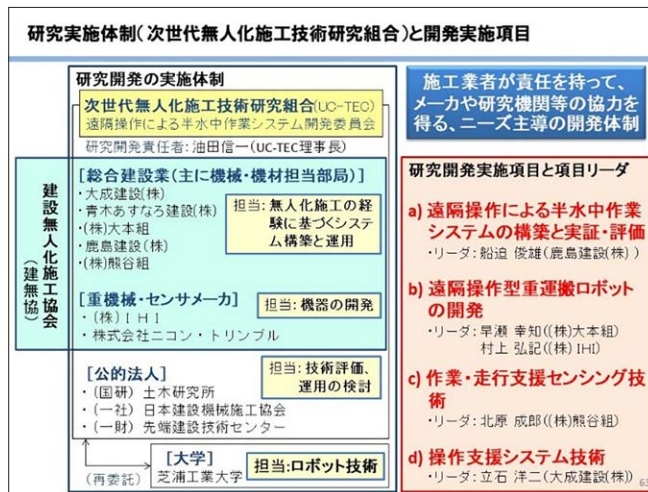 研究実施体制(次世代無人化施工技術研究組合)と開発実施項目
研究開発の実施体制
次世代無人化施工技術研究組合(UC-TEC)
遠隔操作による半水中作業システム開発委員会
研究開発責任者: 油田信一(UC-TEC理事長)
建設無人化施工協会
(建無協)
[総合建設業(主に機械・機材担当部局)]
・大成建設(株)
・青木あすなろ建設(株)
・(株)大本組
・鹿島建設(株)
・(株)熊谷組
担当: 無人化施工の経
験に基づくシステ
ム構築と運用
[重機械・センサメーカ]
・(株)IHI
・株式会社ニコン・トリンブル
担当: 機器の開発
[公的法人]
・(国研) 土木研究所
・(一社) 日本建設機械施工協会
・(一財) 先端建設技術センター
担当: 技術評価、
運用の検討
(再委託)
[大学]
芝浦工業大学
担当: ロボット技術
施工業者が責任を持って、
メーカや研究機関等の協力を
得る、ニーズ主導の開発体制
研究開発実施項目と項目リーダ
a) 遠隔操作による半水中作業
システムの構築と実証・評価
・リーダ: 船迫 俊雄(鹿島建設(株))
b) 遠隔操作型重運搬ロボット
の開発
・リーダ: 早瀬 幸知((株)大本組)
村上 弘記((株)IHI)
c) 作業・走行支援センシング技
術
・リーダ: 北原 成郎((株)熊谷組)
d) 操作支援システム技術
・リーダ: 立石 洋二(大成建設(株))
63